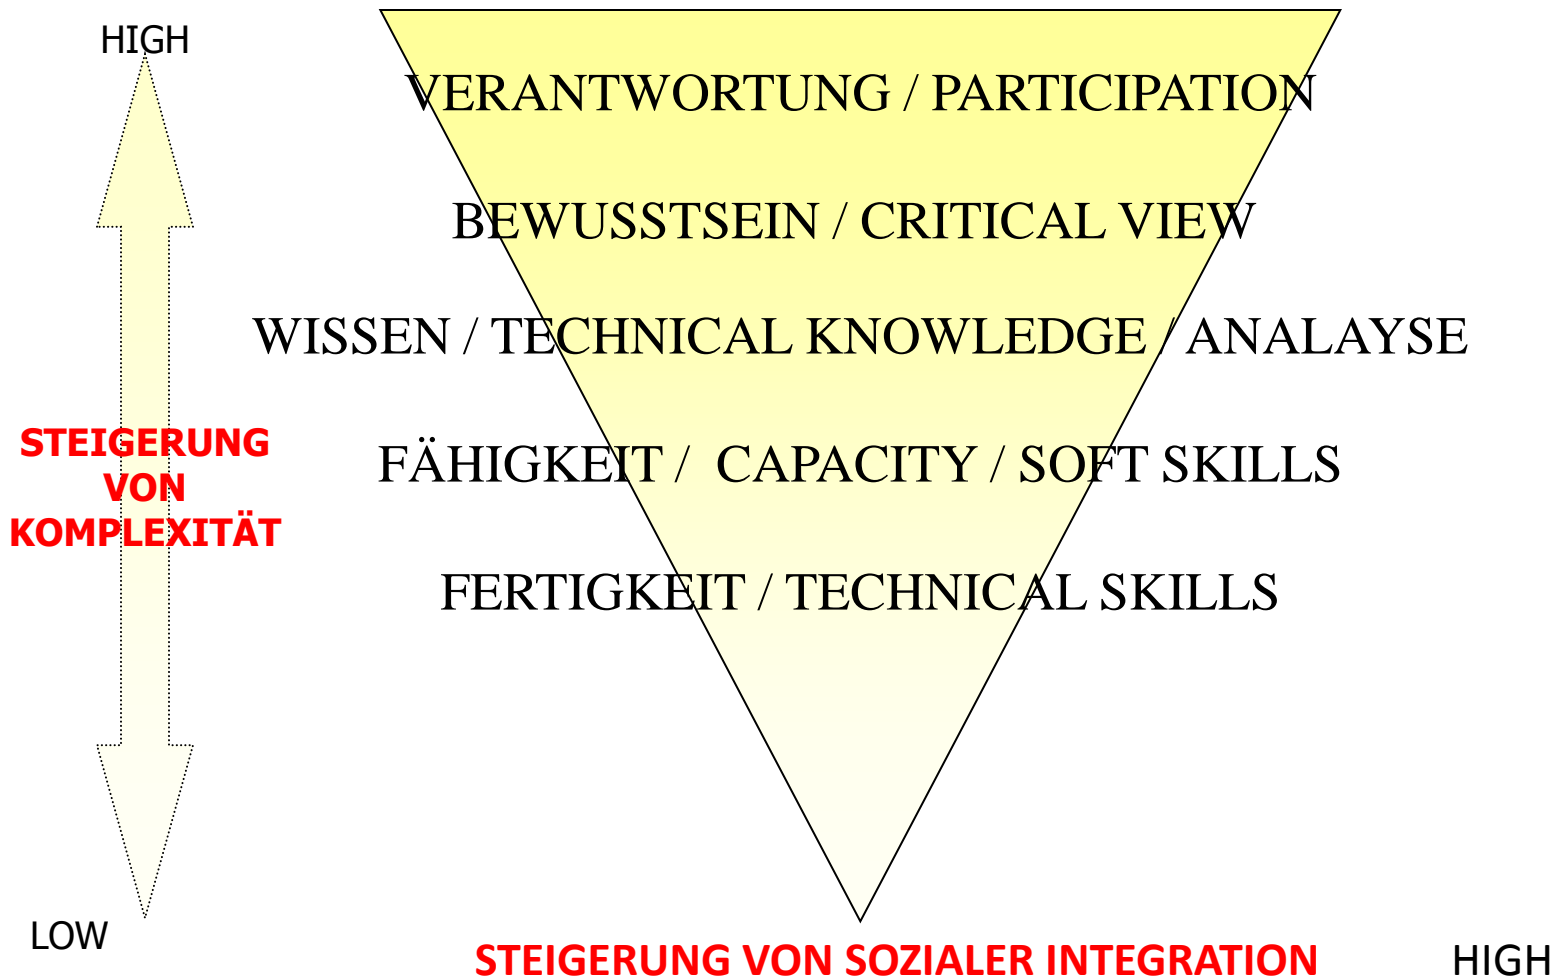 HIGH
VERANTWORTUNG / PARTICIPATION
BEWUSSTSEIN / CRITICAL VIEW
WISSEN / TECHNICAL KNOWLEDGE / ANALAYSE
STEIGERUNG
VON
KOMPLEXITÄT
FÄHIGKEIT / CAPACITY / SOFT SKILLS
FERTIGKEIT / TECHNICAL SKILLS
LOW
STEIGERUNG VON SOZIALER INTEGRATION
HIGH